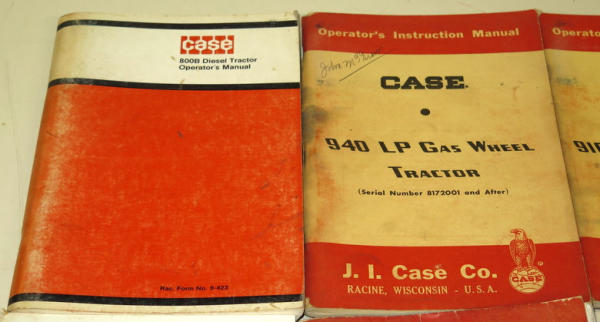 case
800B Diesel Tractor
Operator's Manual
Rac. Form No. 9-423
Operator's Instruction Manual
CASE
940 LP GAS WHEEL
TRACTOR
(Serial Number 8172001 and After)
CASE
J. I. Case Co.
RACINE, WISCONSIN - U.S.A.
Operato
910